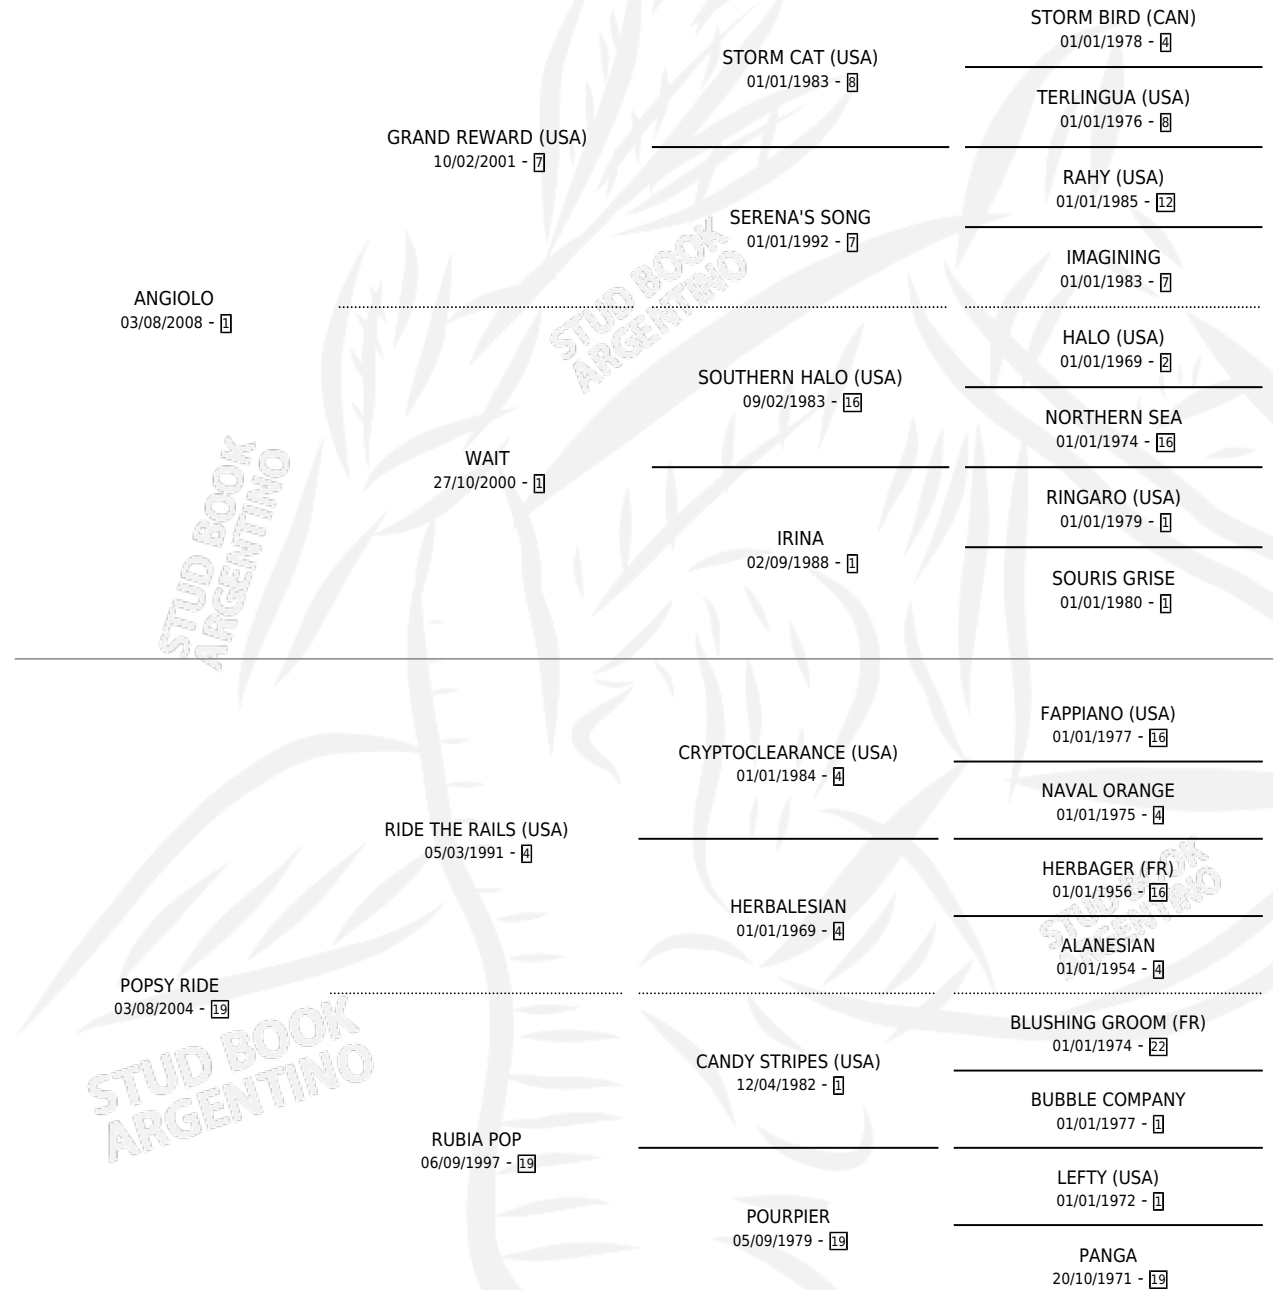 STORM BIRD (CAN)
01/01/1978 - 4
STORM CAT (USA)
01/01/1983 - 8
TERLINGUA (USA)
01/01/1976 - 8
GRAND REWARD (USA)
10/02/2001 - 7
RAHY (USA)
01/01/1985 - 12
SERENA'S SONG
01/01/1992 - 7
IMAGINING
01/01/1983 - 7
ANGIOLO
03/08/2008 - 1
HALO (USA)
01/01/1969 - 2
SOUTHERN HALO (USA)
09/02/1983 - 16
NORTHERN SEA
01/01/1974 - 16
WAIT
27/10/2000 - 1
RINGARO (USA)
01/01/1979 - 1
IRINA
02/09/1988 - 1
SOURIS GRISE
01/01/1980 - 1
FAPPIANO (USA)
01/01/1977 - 16
CRYPTOCLEARANCE (USA)
01/01/1984 - 4
NAVAL ORANGE
01/01/1975 - 4
RIDE THE RAILS (USA)
05/03/1991 - 4
HERBAGER (FR)
01/01/1956 - 16
HERBALESIAN
01/01/1969 - 4
ALANESIAN
01/01/1954 - 4
POPSY RIDE
03/08/2004 - 19
BLUSHING GROOM (FR)
01/01/1974 - 22
CANDY STRIPES (USA)
12/04/1982 - 1
BUBBLE COMPANY
01/01/1977 - 1
RUBIA POP
06/09/1997 - 19
LEFTY (USA)
01/01/1972 - 1
POURPIER
05/09/1979 - 19
PANGA
20/10/1971 - 19
STUD BOOK
ARGENTINO
STUD BOOK
ARGENTINO
STUD BOOK
ARGENTINO
STUD BOOK
ARGENTINO